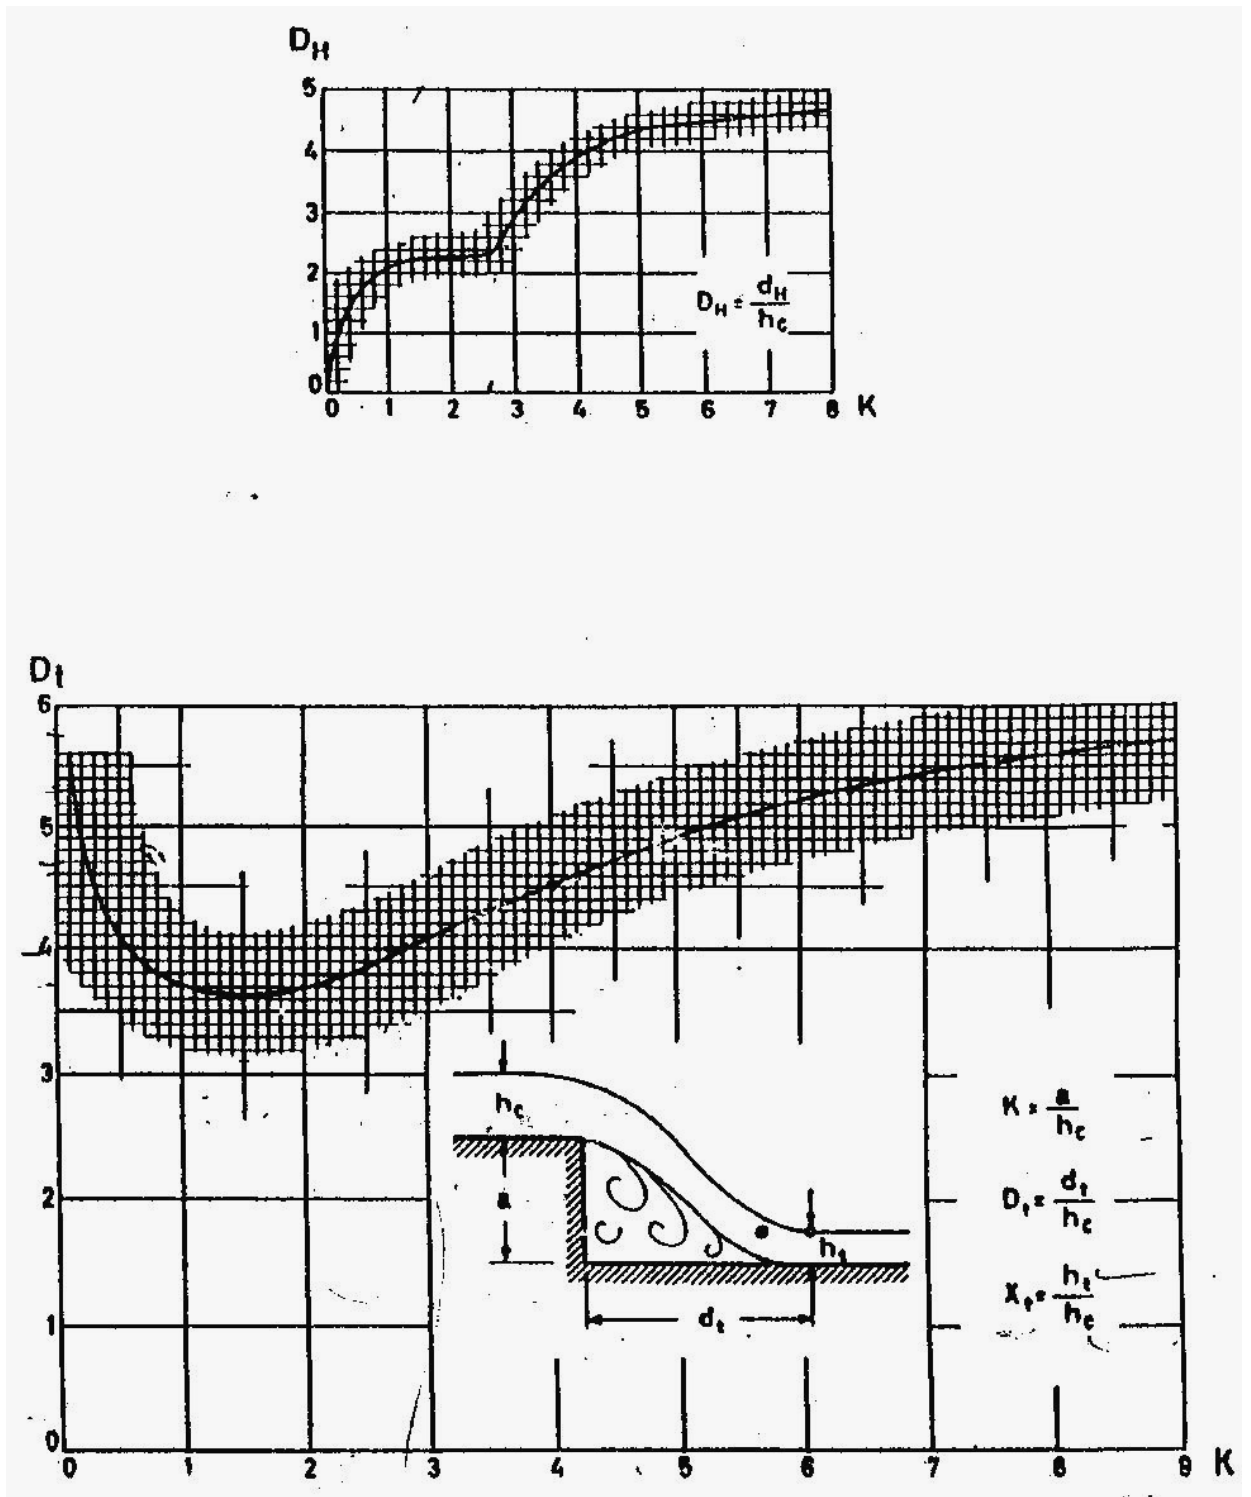 D_H
5
4
3
2
1
0
0 1 2 3 4 5 6 7 8 K
D_H = d_H / h_c
D_t
6
5
4
3
2
1
0
0 1 2 3 4 5 6 7 8 9 K
h_c
a
h_t
d_t
K = a / h_c
D_t = d_t / h_c
X_t = h_t / h_c